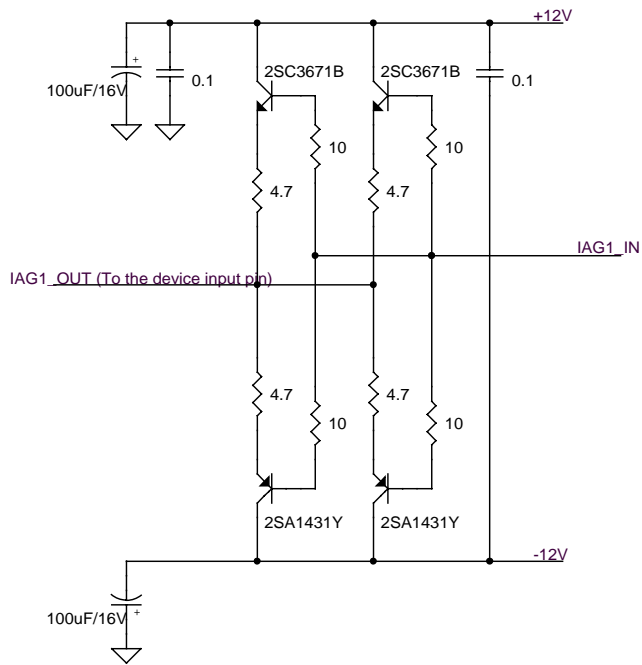 +12V
2SC3671B 2SC3671B
+
100uF/16V 0.1 0.1
10 10
4.7 4.7
IAG1_IN
IAG1_OUT (To the device input pin)
4.7 4.7
10 10
2SA1431Y 2SA1431Y
-12V
100uF/16V +